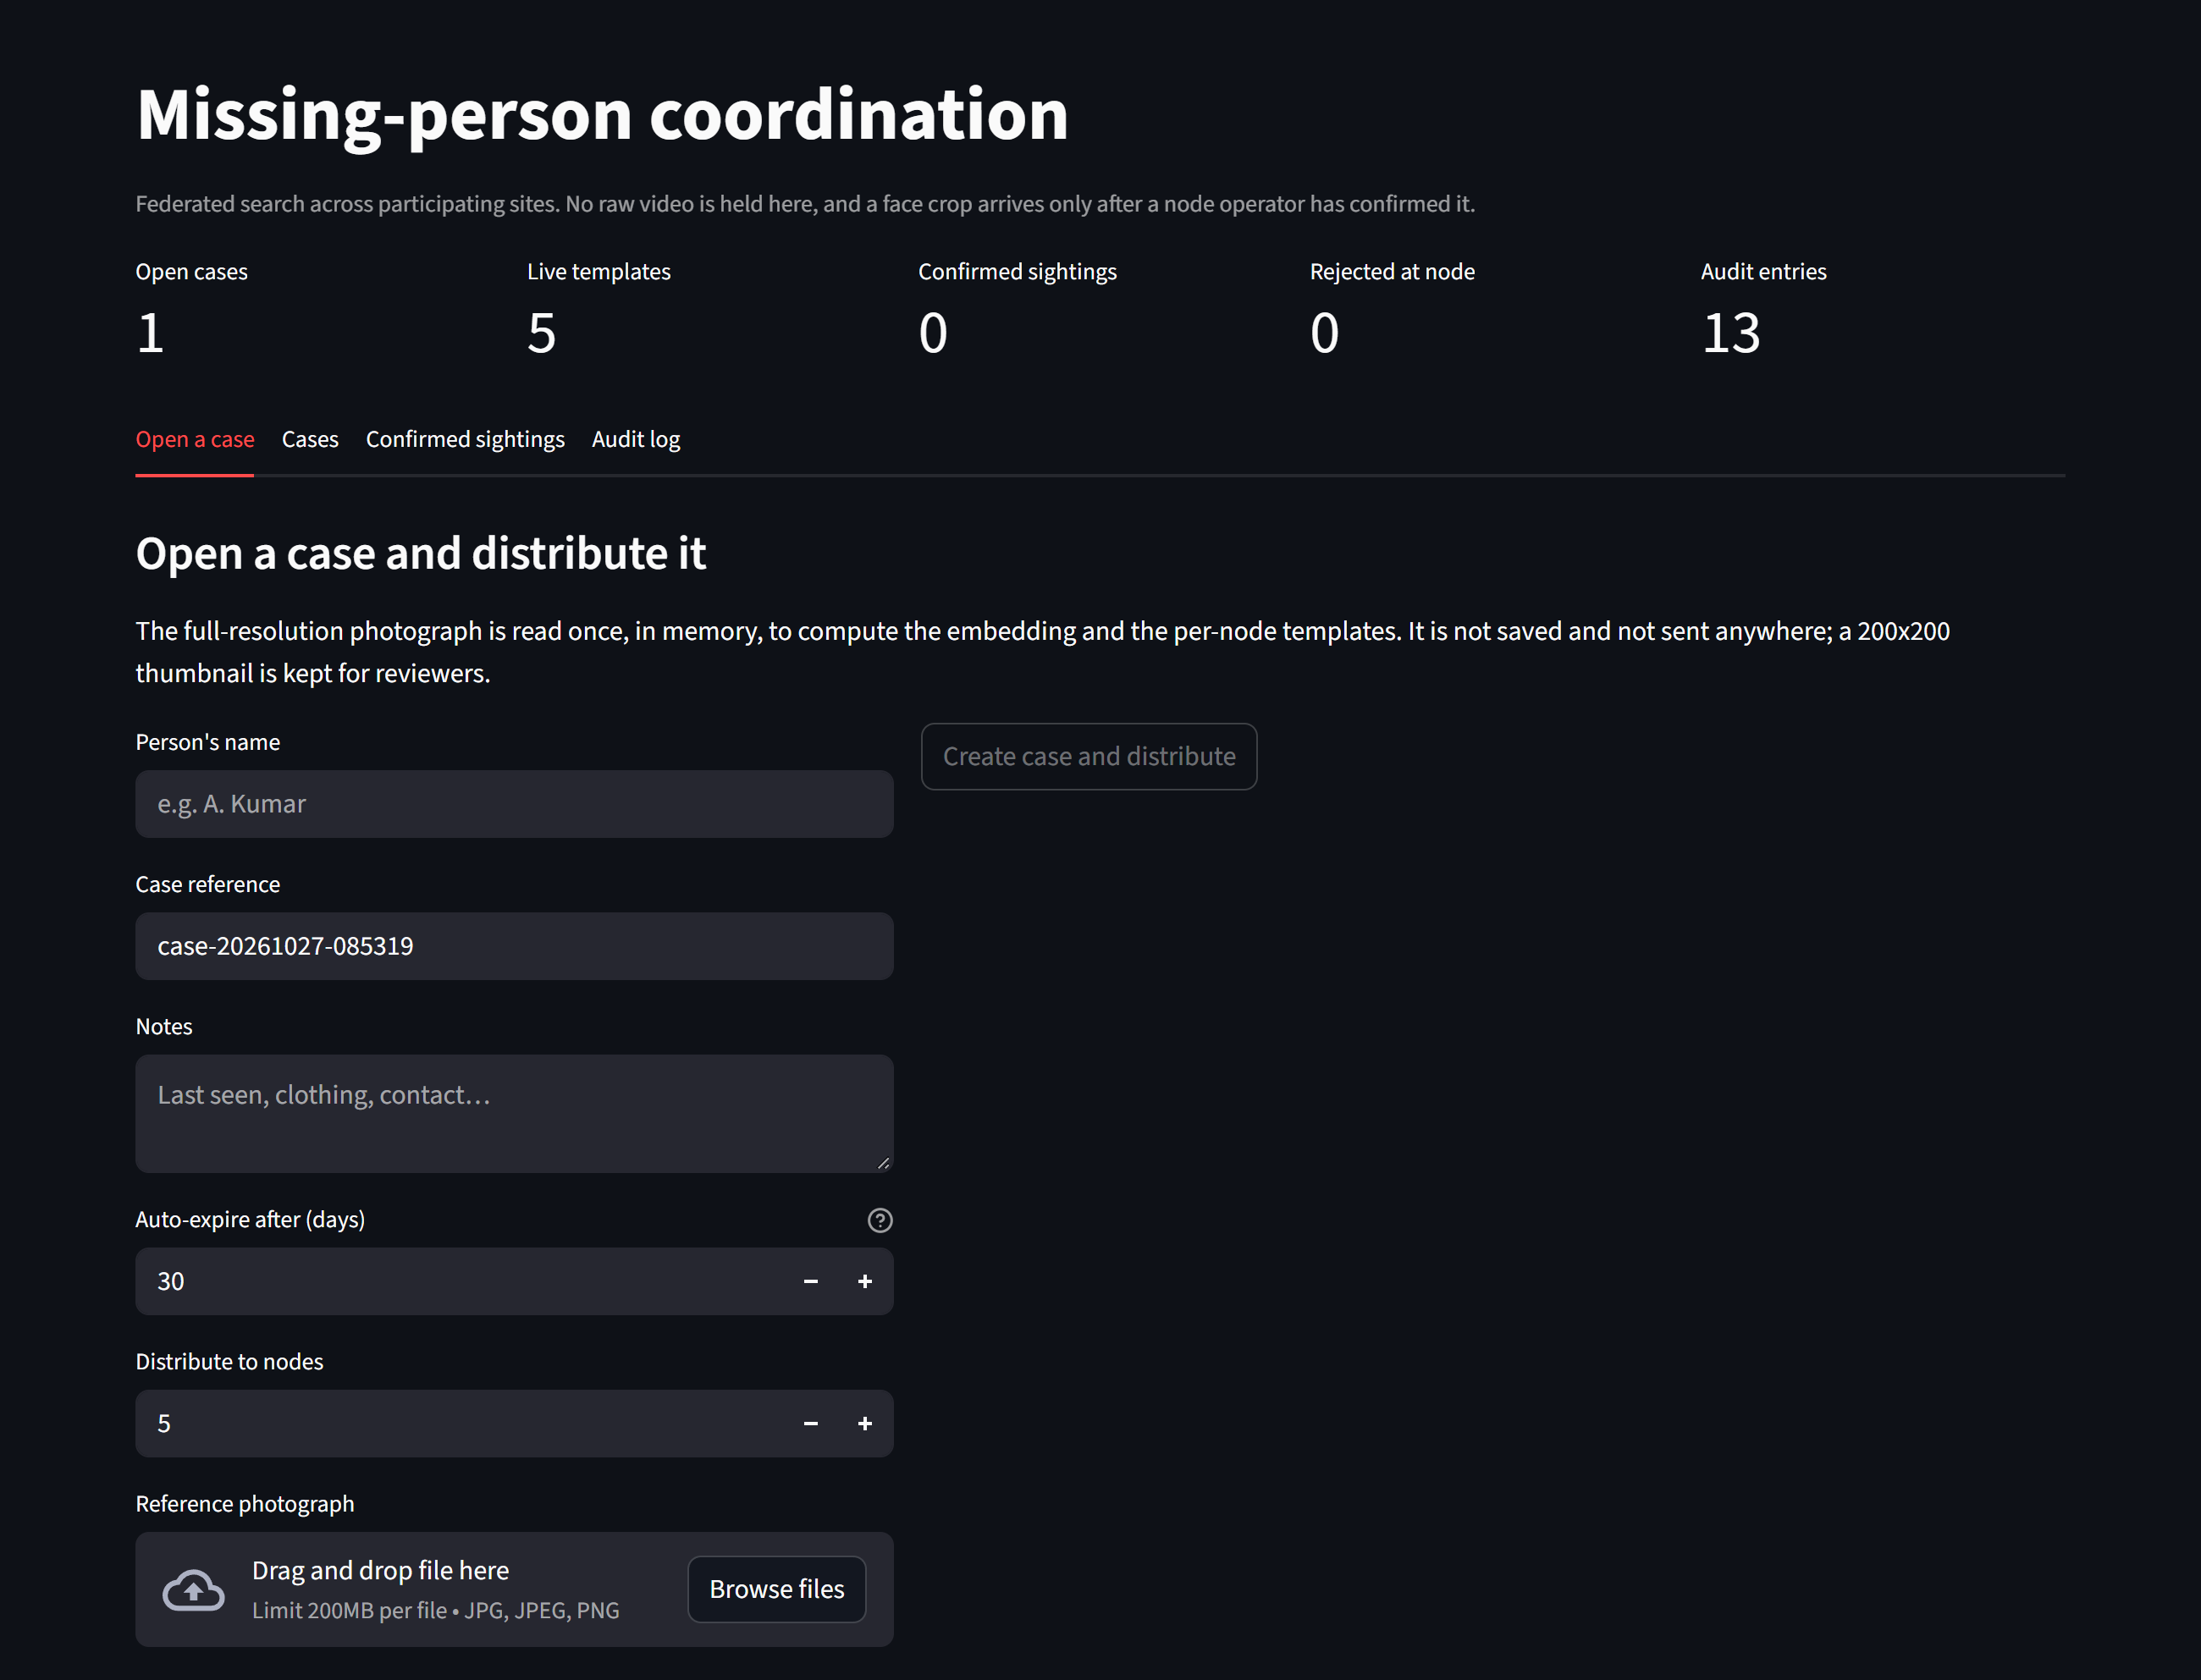 Missing-person coordination
Federated search across participating sites. No raw video is held here, and a face crop arrives only after a node operator has confirmed it.
Open cases
1
Live templates
5
Confirmed sightings
0
Rejected at node
0
Audit entries
13
Open a case
Cases
Confirmed sightings
Audit log
Open a case and distribute it
The full-resolution photograph is read once, in memory, to compute the embedding and the per-node templates. It is not saved and not sent anywhere; a 200x200
thumbnail is kept for reviewers.
Person's name
e.g. A. Kumar
Create case and distribute
Case reference
case-20261027-085319
Notes
Last seen, clothing, contact…
Auto-expire after (days)
30
Distribute to nodes
5
Reference photograph
Drag and drop file here
Limit 200MB per file • JPG, JPEG, PNG
Browse files